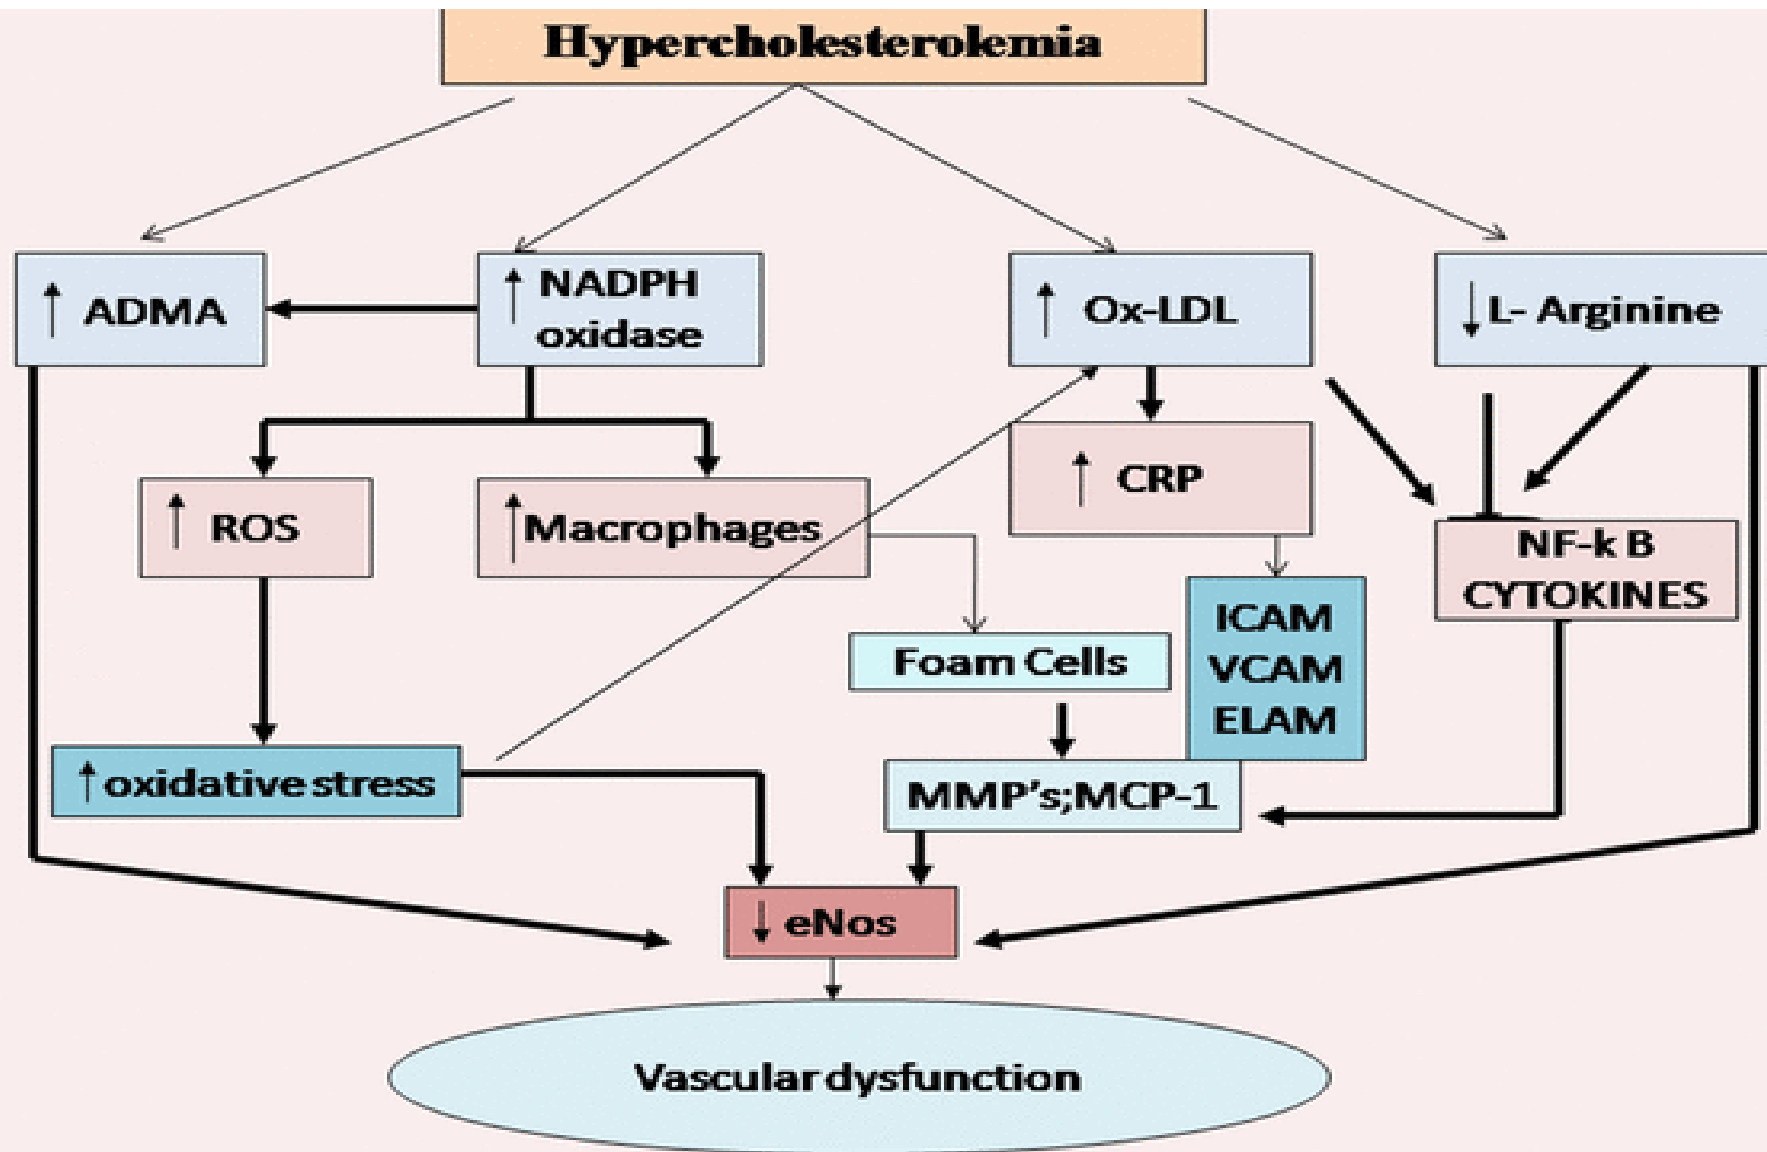 Hypercholesterolemia
↑ ADMA
↑ NADPH
oxidase
↑ Ox-LDL
↓ L- Arginine
↑ CRP
↑ ROS
↑ Macrophages
NF-k B
CYTOKINES
ICAM
VCAM
ELAM
Foam Cells
↑ oxidative stress
MMP's;MCP-1
↓ eNos
Vascular dysfunction